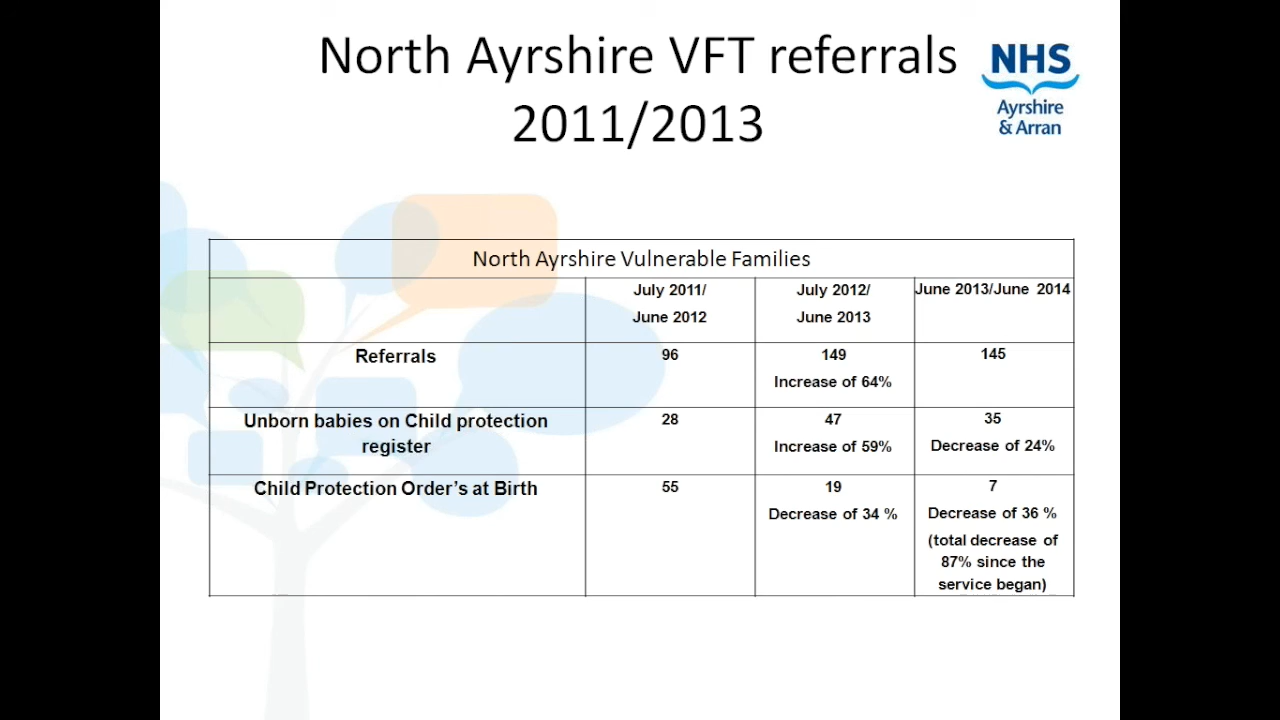 North Ayrshire VFT referrals
2011/2013
NHS
Ayrshire
& Arran
North Ayrshire Vulnerable Families
July 2011/
June 2012
July 2012/
June 2013
June 2013/June 2014
Referrals
96
149
Increase of 64%
145
Unborn babies on Child protection
register
28
47
Increase of 59%
35
Decrease of 24%
Child Protection Order's at Birth
55
19
Decrease of 34 %
7
Decrease of 36 %
(total decrease of
87% since the
service began)